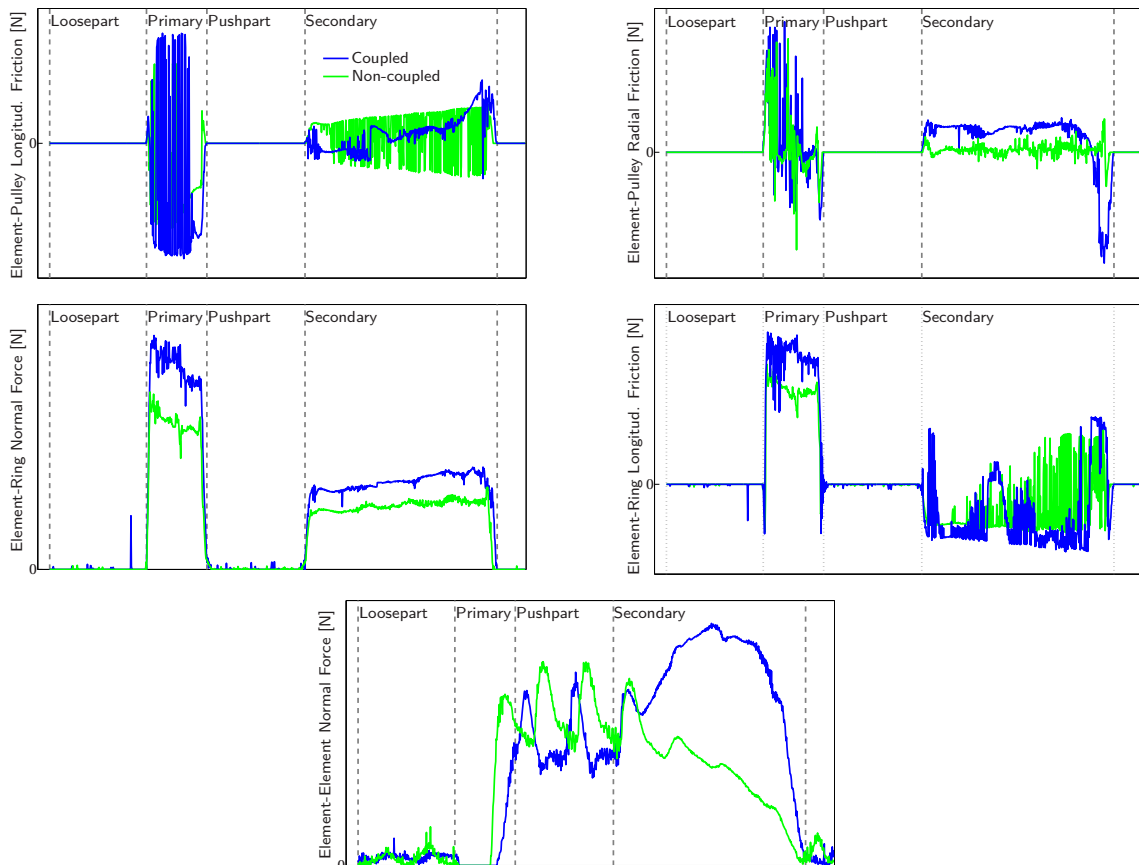 Element-Pulley Longitud. Friction [N]
Loosepart Primary Pushpart Secondary
Coupled
Non-coupled
0
Element-Pulley Radial Friction [N]
Loosepart Primary Pushpart Secondary
0
Element-Ring Normal Force [N]
Loosepart Primary Pushpart Secondary
0
Element-Ring Longitud. Friction [N]
Loosepart Primary Pushpart Secondary
0
Element-Element Normal Force [N]
Loosepart Primary Pushpart Secondary
0